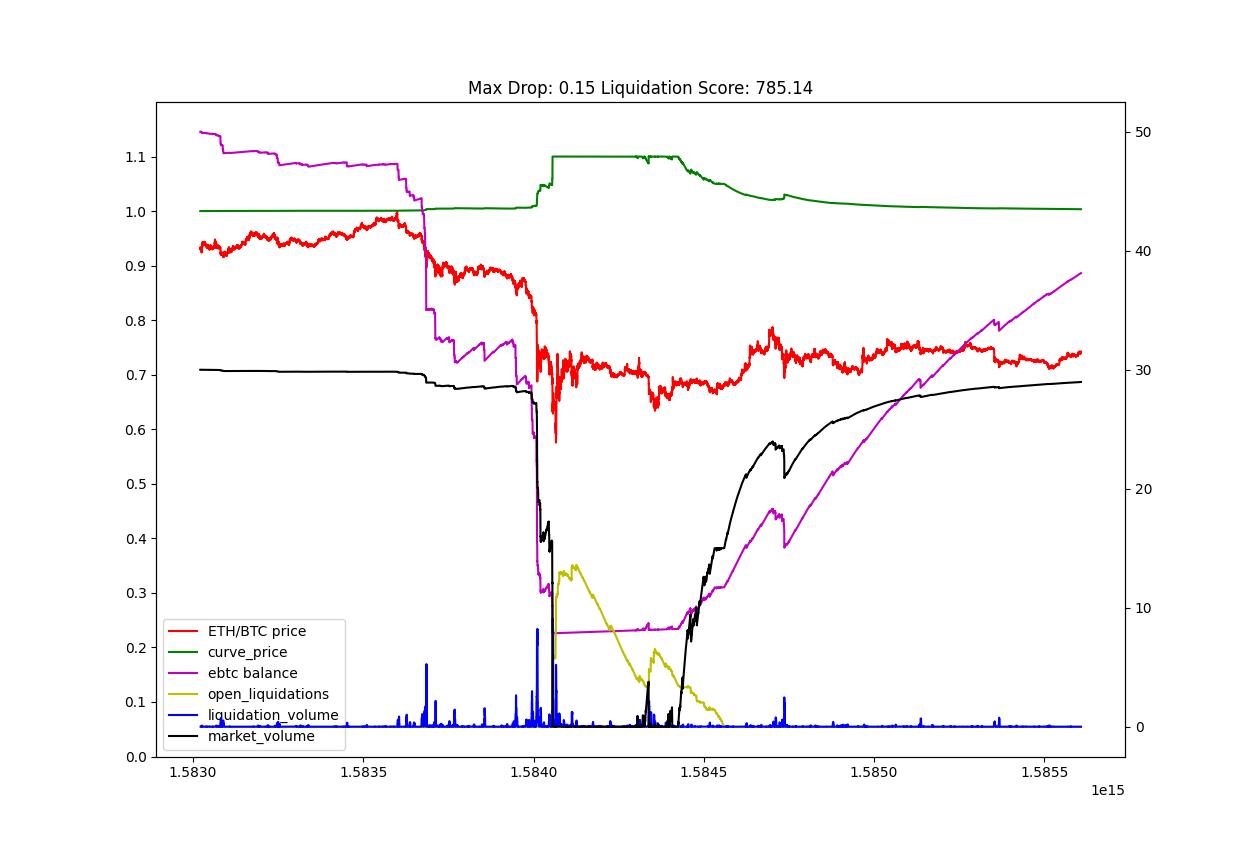 Max Drop: 0.15 Liquidation Score: 785.14
1.1
1.0
0.9
0.8
0.7
0.6
0.5
0.4
0.3
0.2
0.1
0.0
50
40
30
20
10
0
ETH/BTC price
curve_price
ebtc balance
open_liquidations
liquidation_volume
market_volume
1.5830 1.5835 1.5840 1.5845 1.5850 1.5855
1e15